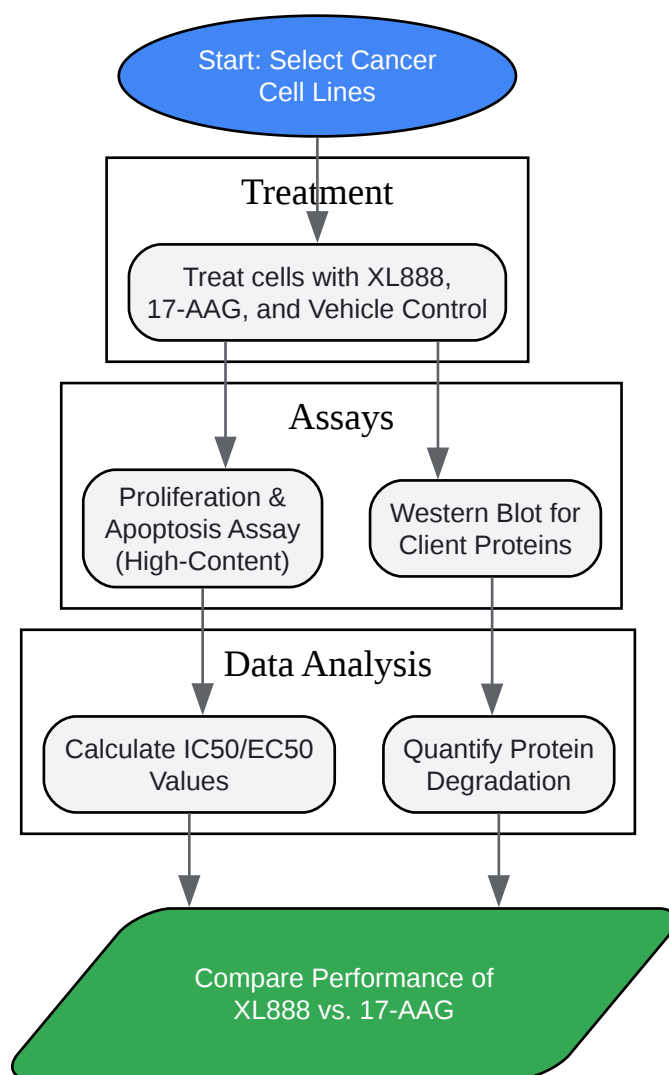 Start: Select Cancer
Cell Lines
Treatment
Treat cells with XL888,
17-AAG, and Vehicle Control
Assays
Proliferation &
Apoptosis Assay
(High-Content)
Western Blot for
Client Proteins
Data Analysis
Calculate IC50/EC50
Values
Quantify Protein
Degradation
Compare Performance of
XL888 vs. 17-AAG